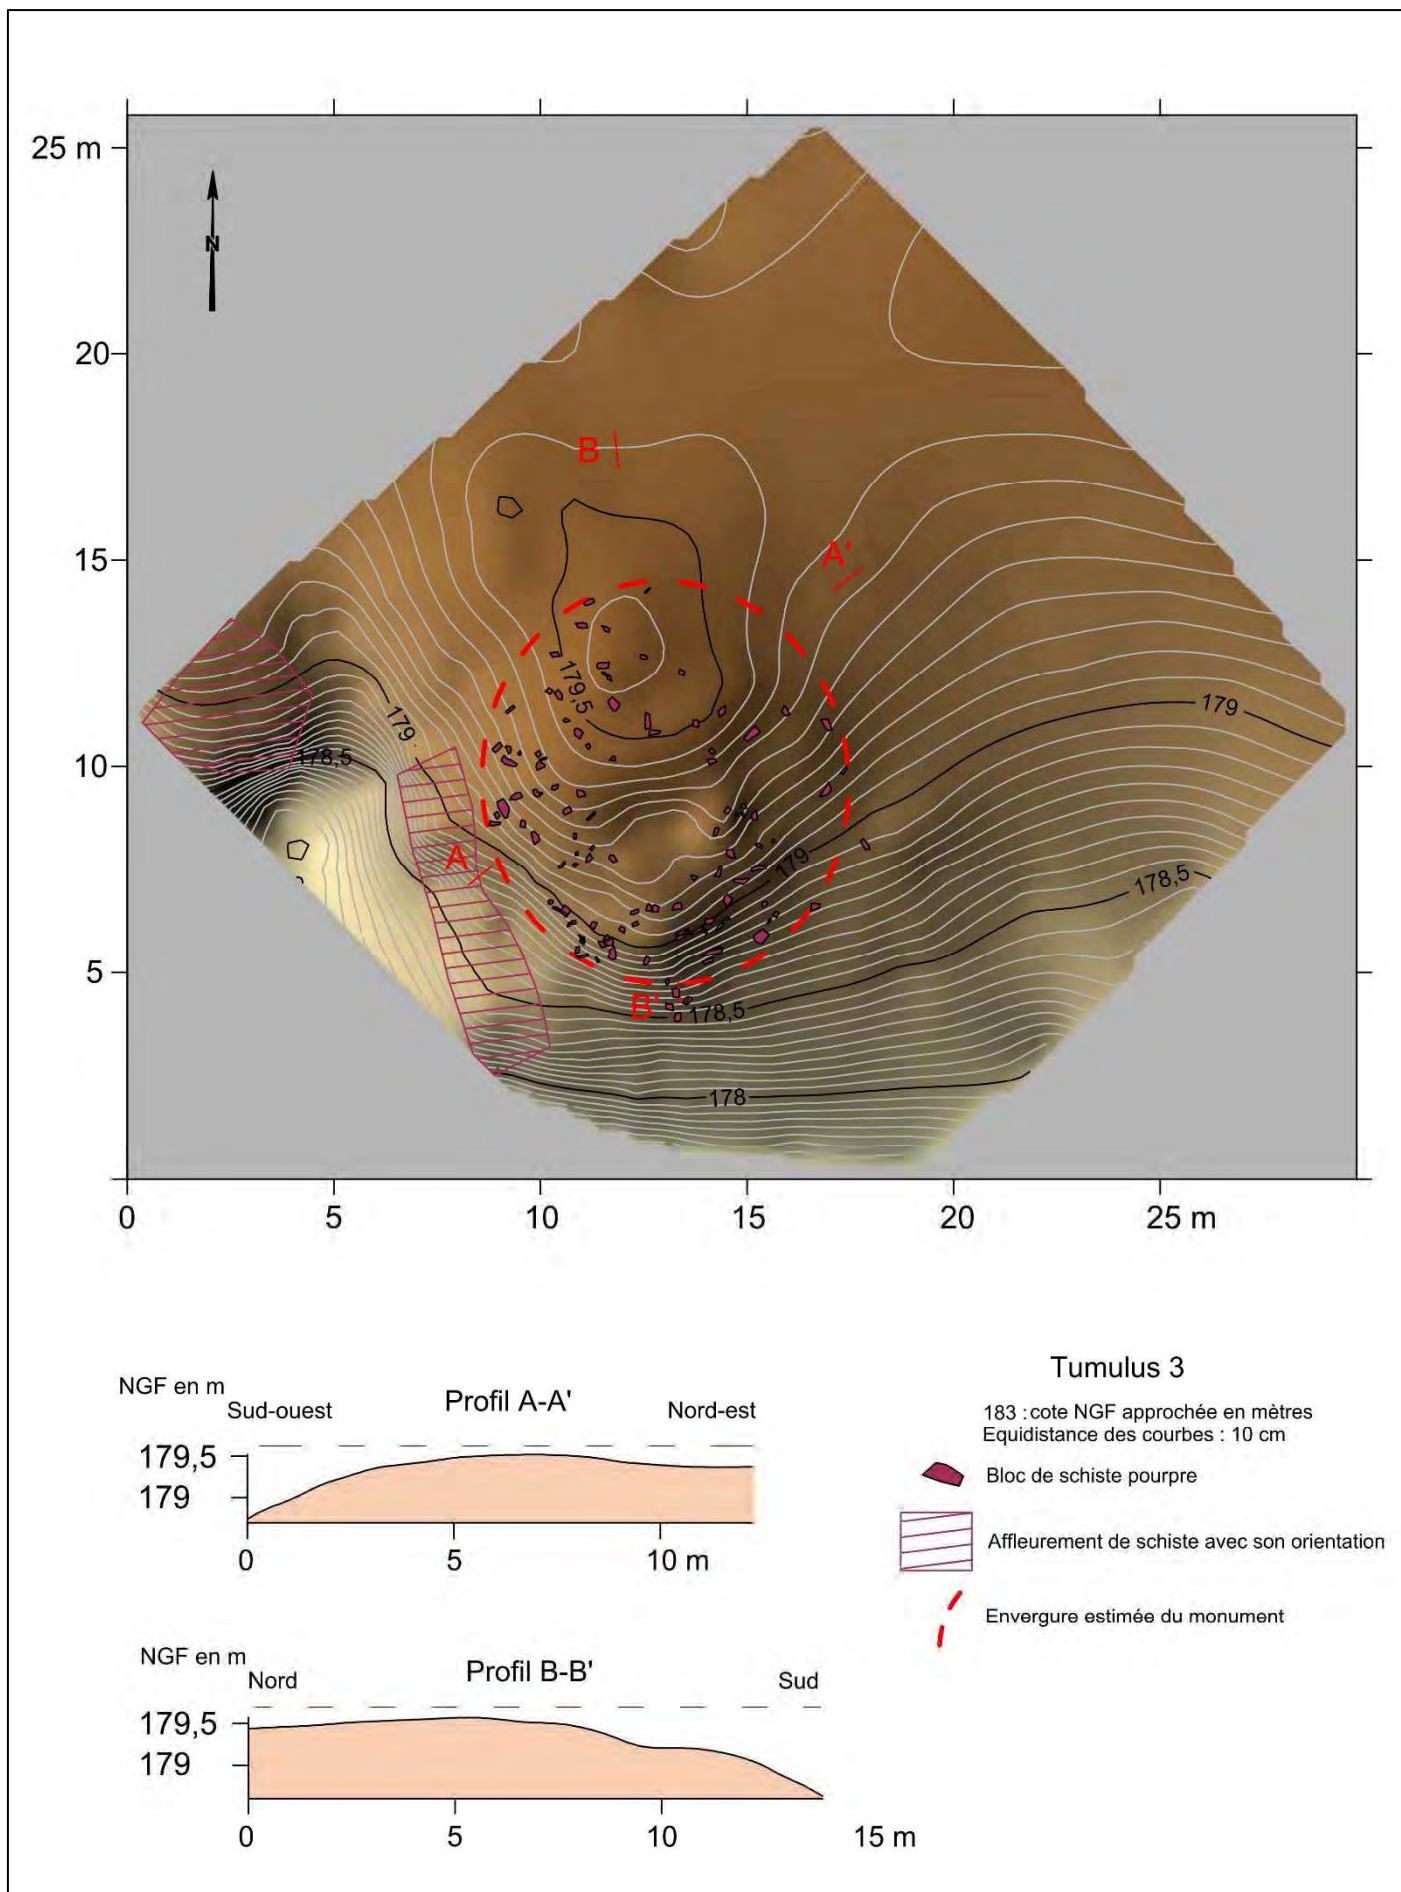 25 m
N
20
B
15
A'
179,5
179
179
10
178,5
A
179
178,5
5
B'
178,5
178
0
5
10
15
20
25 m
NGF en m
Sud-ouest
Profil A-A'
Nord-est
179,5
179
0
5
10 m
NGF en m
Nord
Profil B-B'
Sud
179,5
179
0
5
10
15 m
Tumulus 3
183 : cote NGF approchée en mètres
Equidistance des courbes : 10 cm
Bloc de schiste pourpre
Affleurement de schiste avec son orientation
Envergure estimée du monument